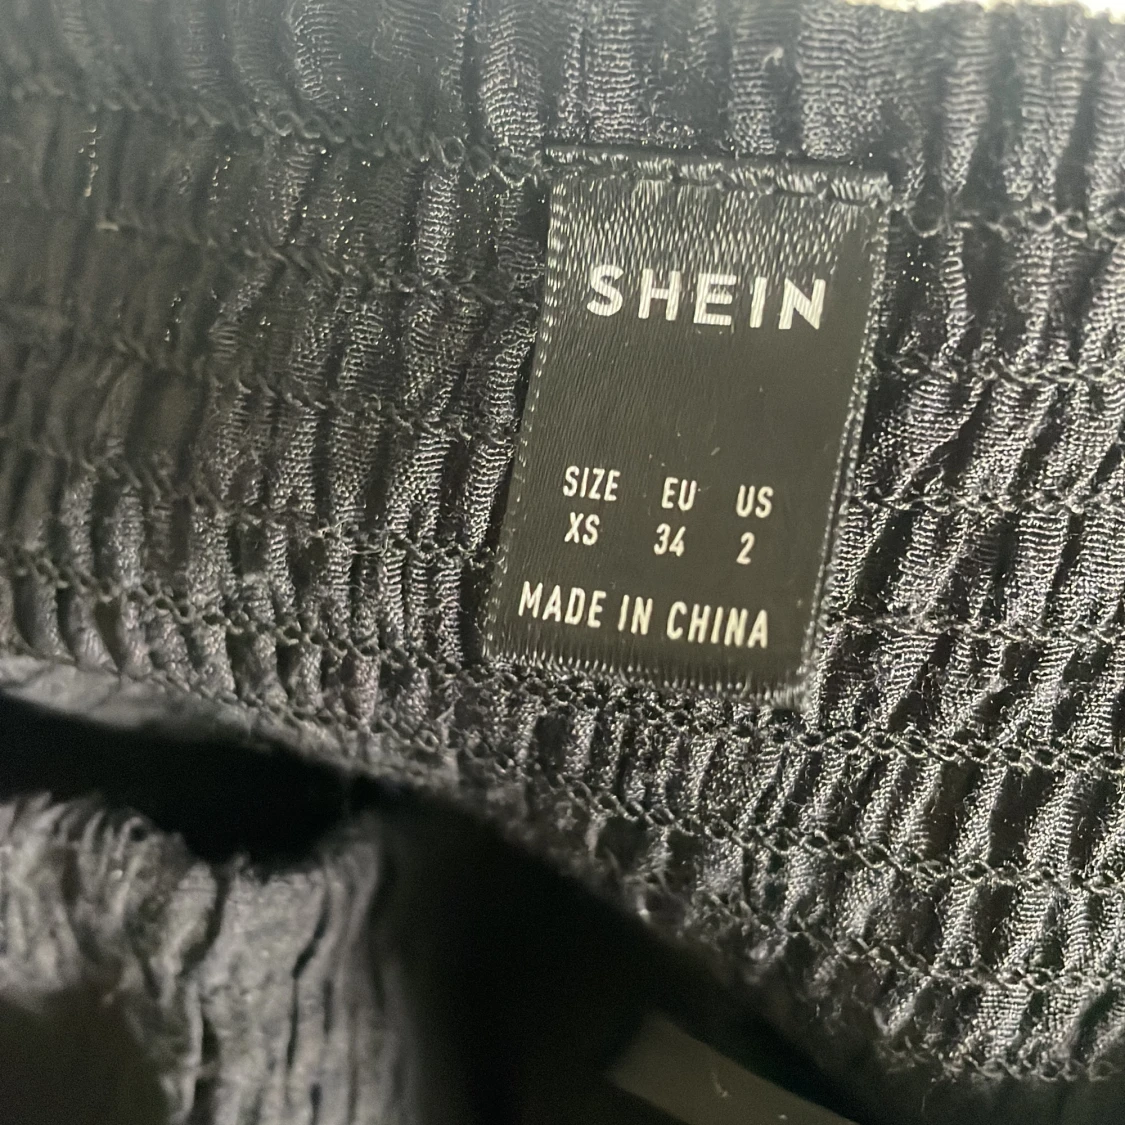 SHEIN
SIZE EU US
XS 34 2
MADE IN CHINA